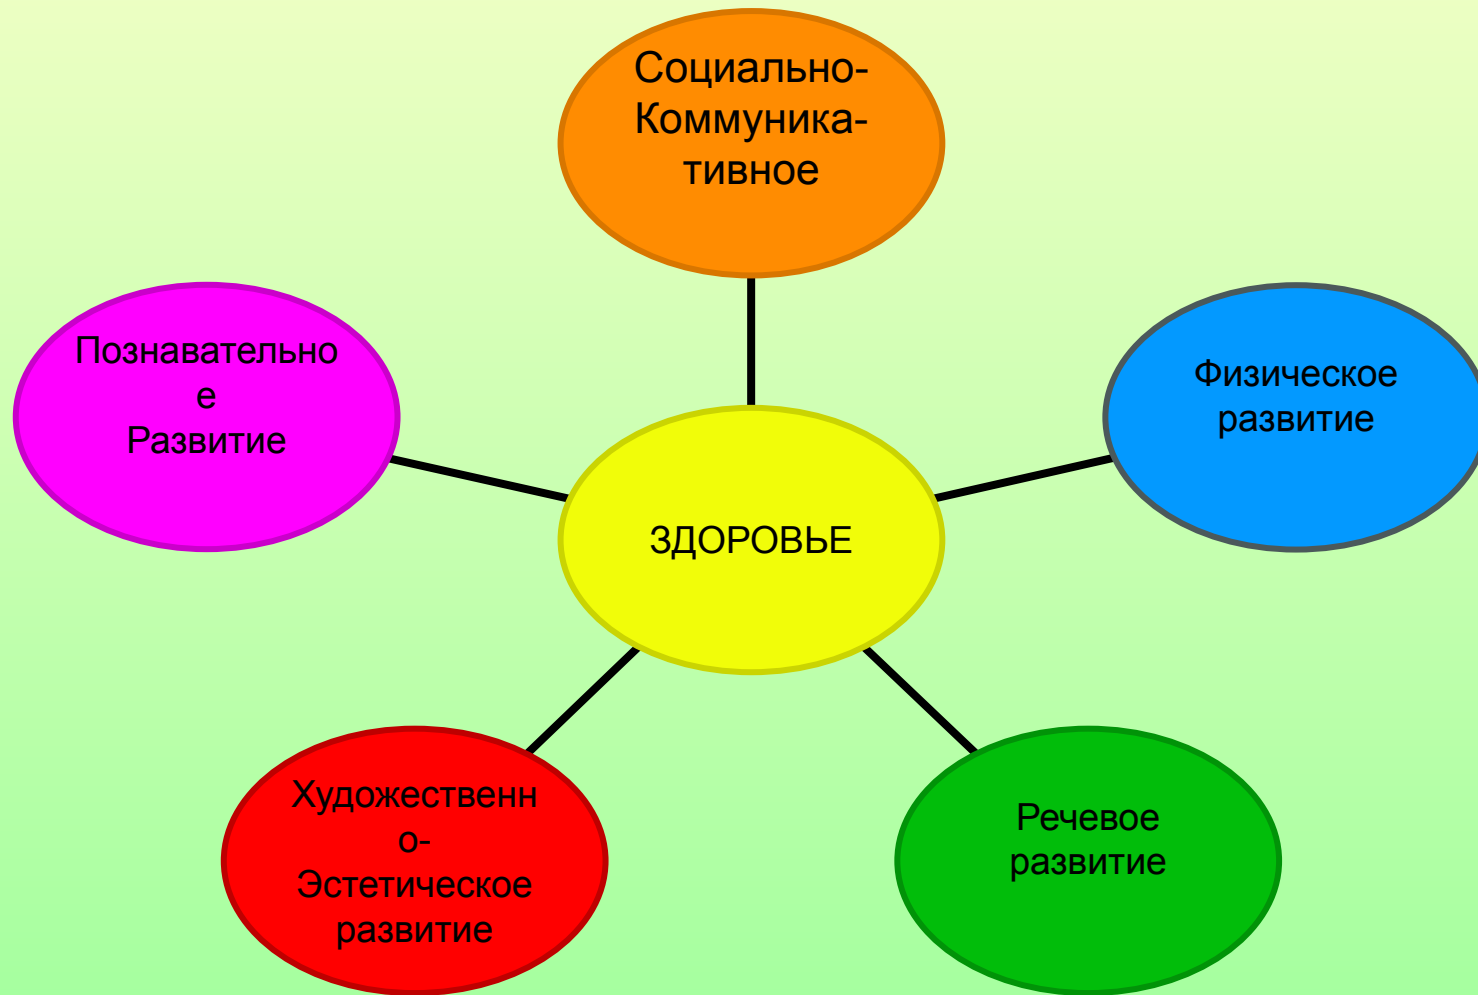 Социально-
Коммуника-
тивное
Познавательно
е
Развитие
Физическое
развитие
ЗДОРОВЬЕ
Художественн
о-
Эстетическое
развитие
Речевое
развитие